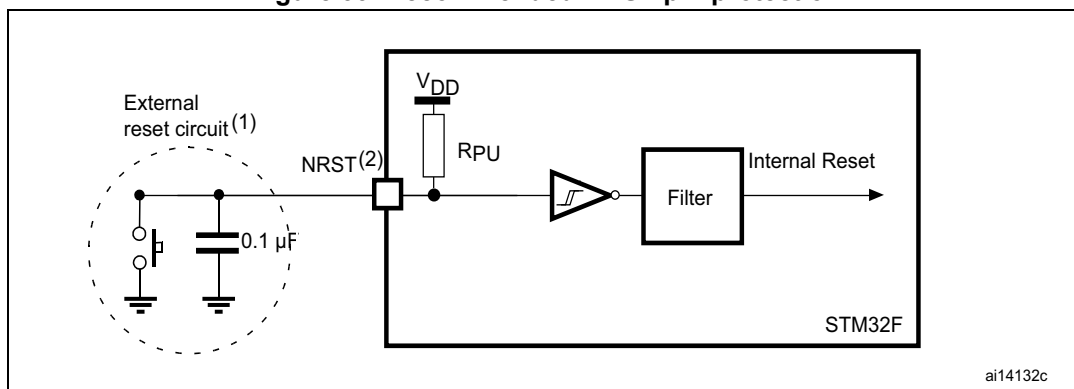 External
reset circuit(1)
VDD
NRST(2)
RPU
Internal Reset
Filter
0.1 µF
STM32F
ai14132c